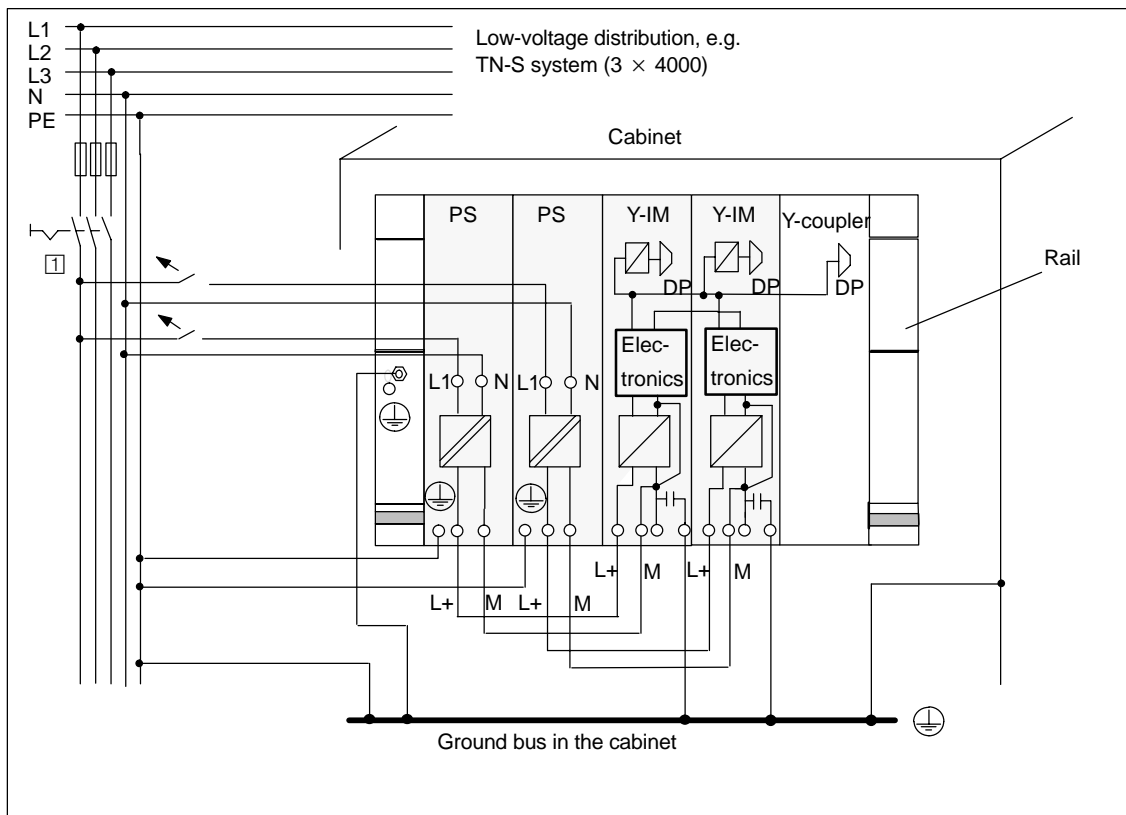 L1
L2
L3
N
PE
Low-voltage distribution, e.g.
TN-S system (3 × 4000)
Cabinet
PS
PS
Y-IM
Y-IM
Y-coupler
Rail
1
DP
DP
DP
Elec-
tronics
Elec-
tronics
L1
N
L1
N
L+
M
L+
M
L+
M
L+
M
Ground bus in the cabinet